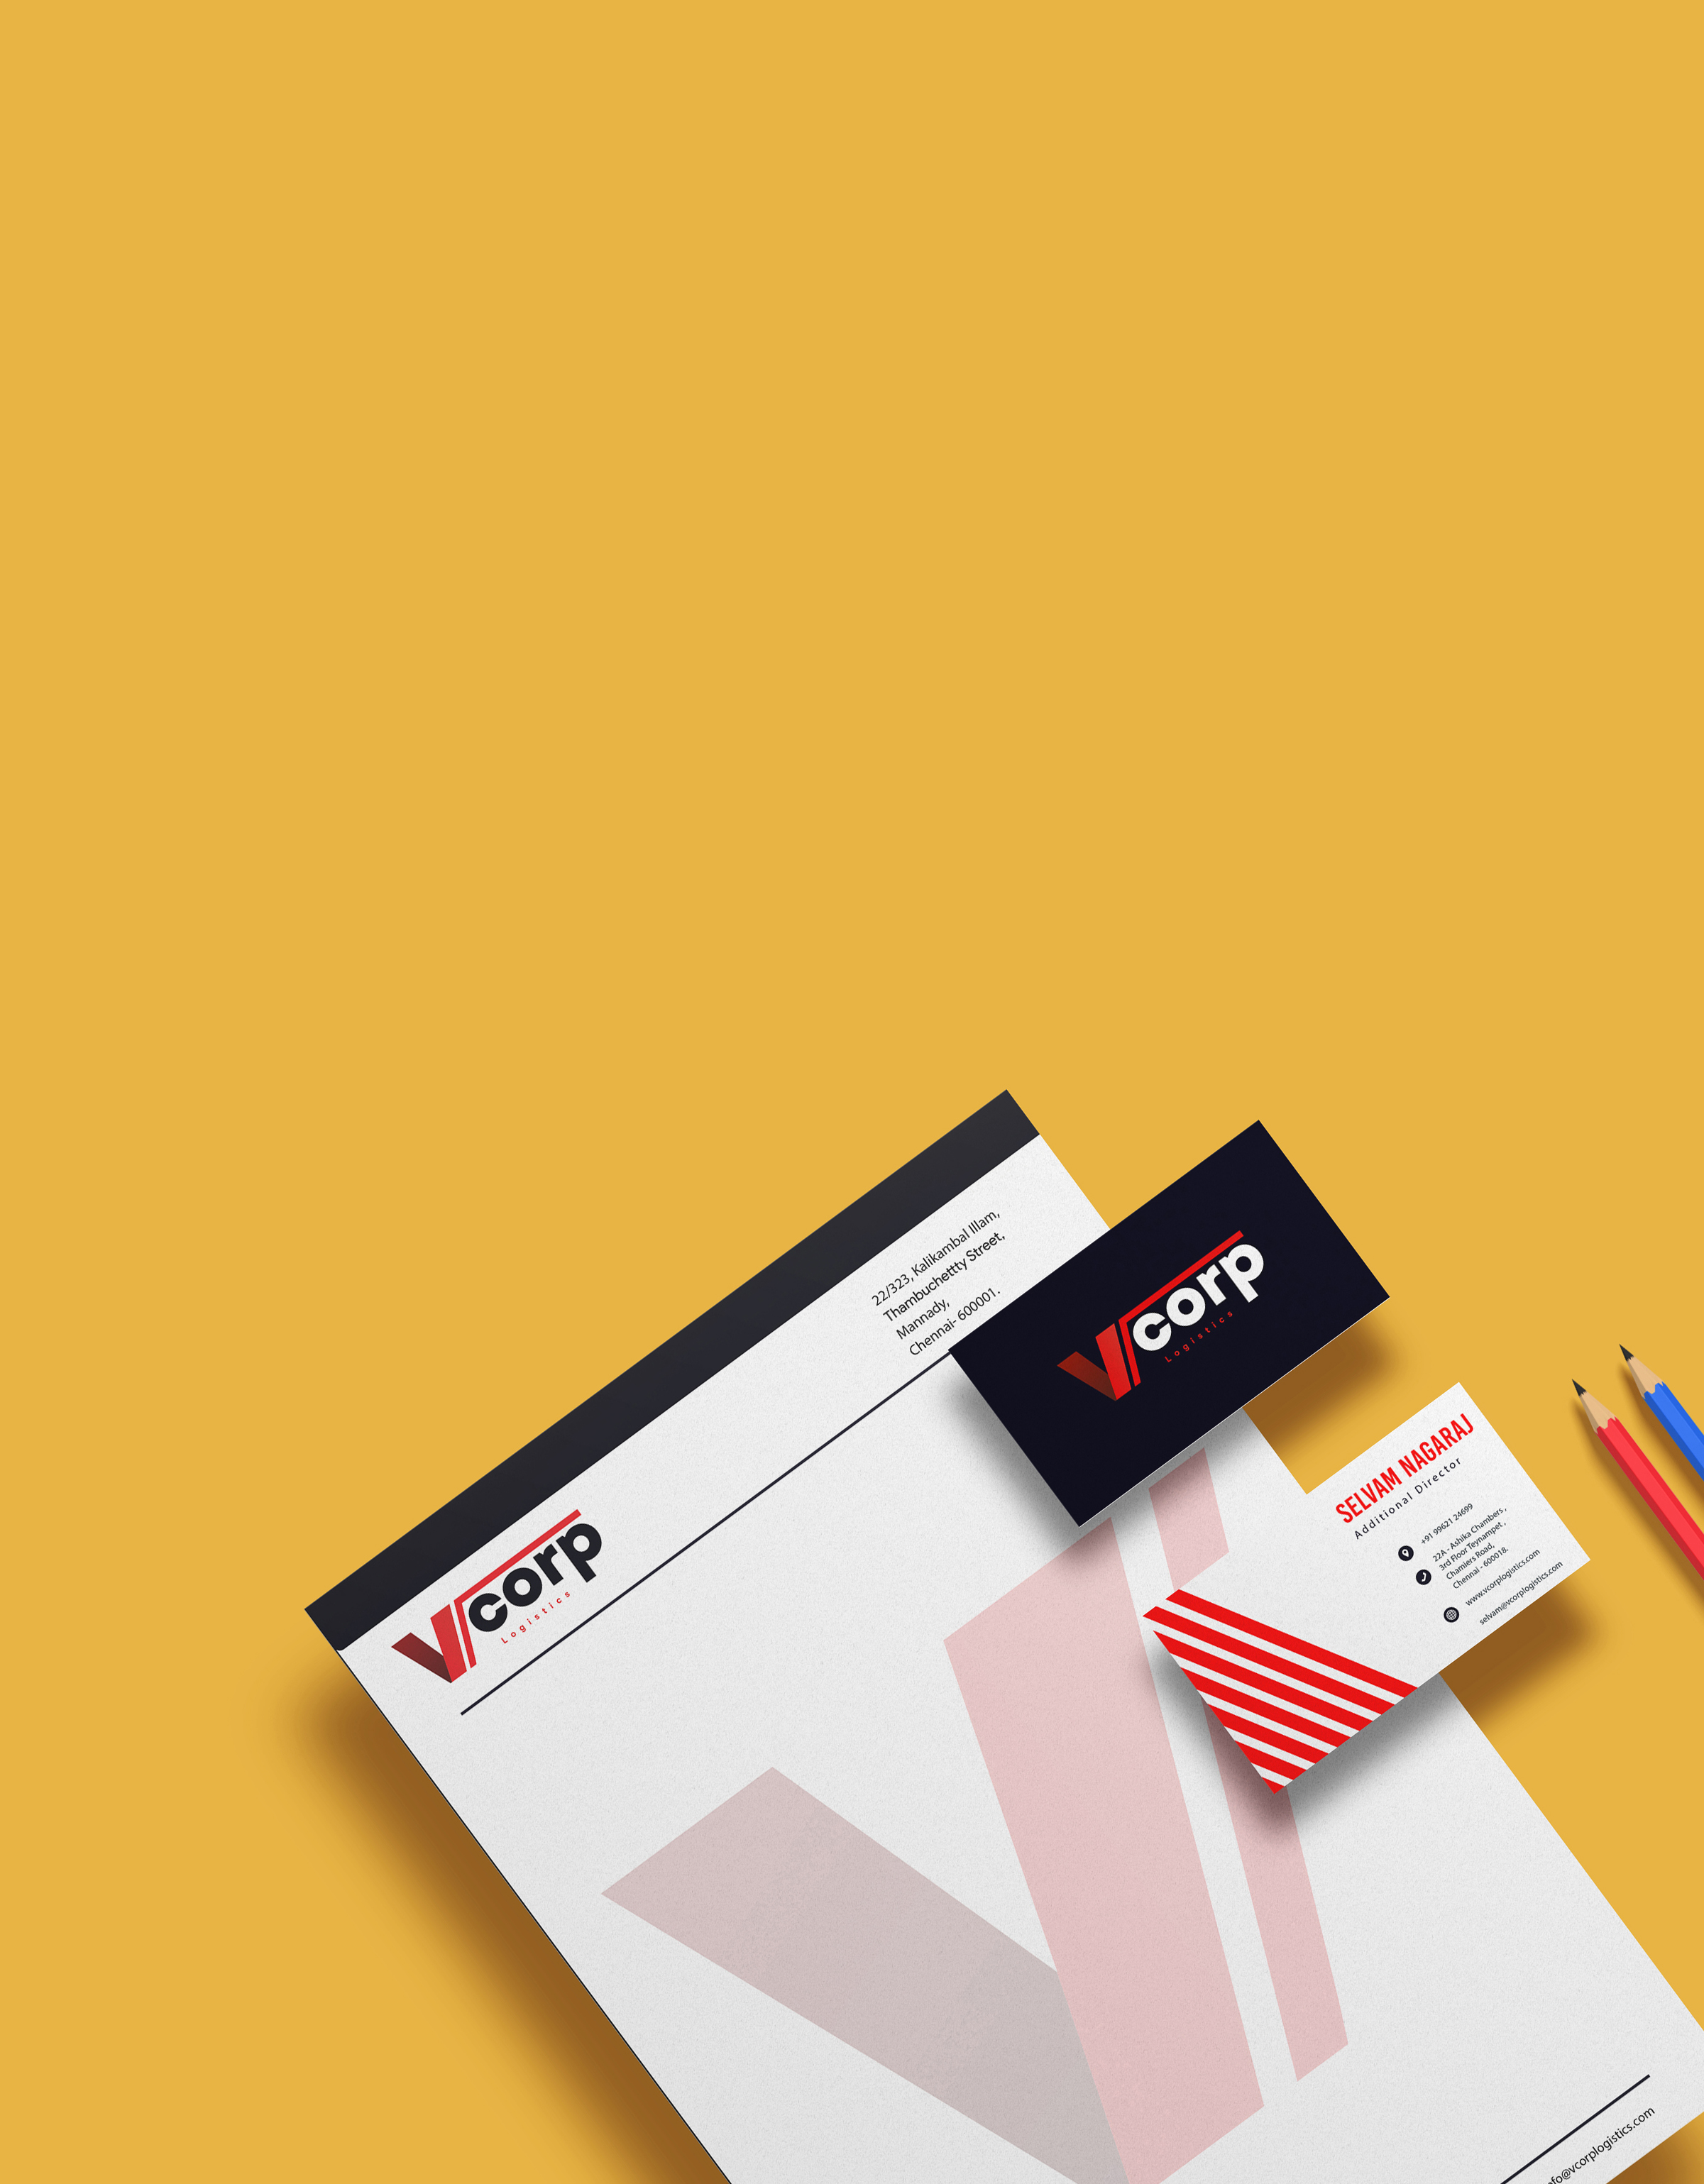 22/323, Kalikambal Illam,
Thambuchettty Street,
Mannady,
Chennai- 600001.
Vcorp
Logistics
Vcorp
Logistics
SELVAM NAGARAJ
Additional Director
+91 99621 24699
22A - Ashika Chambers ,
3rd Floor Teynampet ,
Chamiers Road,
Chennai - 600018.
www.vcorplogistics.com
selvam@vcorplogistics.com
nfo@vcorplogistics.com